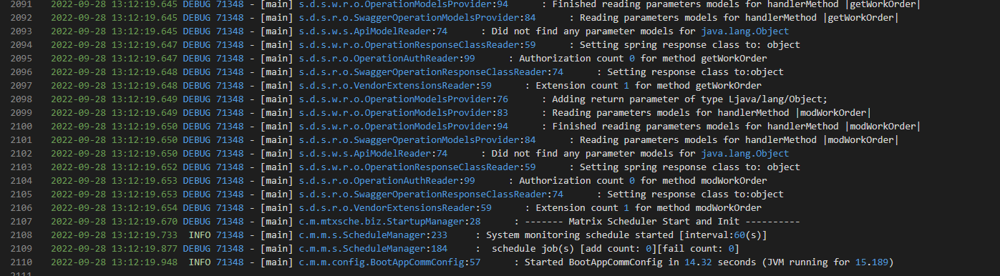 2091 2022-09-28 13:12:19.645 DEBUG 71348 - [main] s.d.s.w.r.o.OperationModelsProvider:94 : Finished reading parameters models for handlerMethod |getWorkOrder|
2092 2022-09-28 13:12:19.645 DEBUG 71348 - [main] s.d.s.r.o.SwaggerOperationModelsProvider:84 : Reading parameters models for handlerMethod |getWorkOrder|
2093 2022-09-28 13:12:19.645 DEBUG 71348 - [main] s.d.s.w.s.ApiModelReader:74 : Did not find any parameter models for java.lang.Object
2094 2022-09-28 13:12:19.647 DEBUG 71348 - [main] s.d.s.w.r.o.OperationResponseClassReader:59 : Setting spring response class to: object
2095 2022-09-28 13:12:19.647 DEBUG 71348 - [main] s.d.s.r.o.OperationAuthReader:99 : Authorization count 0 for method getWorkOrder
2096 2022-09-28 13:12:19.648 DEBUG 71348 - [main] s.d.s.r.o.SwaggerOperationResponseClassReader:74 : Setting response class to:object
2097 2022-09-28 13:12:19.648 DEBUG 71348 - [main] s.d.s.r.o.VendorExtensionsReader:59 : Extension count 1 for method getWorkOrder
2098 2022-09-28 13:12:19.649 DEBUG 71348 - [main] s.d.s.w.r.o.OperationModelsProvider:76 : Adding return parameter of type Ljava/lang/Object;
2099 2022-09-28 13:12:19.649 DEBUG 71348 - [main] s.d.s.w.r.o.OperationModelsProvider:83 : Reading parameters models for handlerMethod |modWorkOrder|
2100 2022-09-28 13:12:19.650 DEBUG 71348 - [main] s.d.s.w.r.o.OperationModelsProvider:94 : Finished reading parameters models for handlerMethod |modWorkOrder|
2101 2022-09-28 13:12:19.650 DEBUG 71348 - [main] s.d.s.r.o.SwaggerOperationModelsProvider:84 : Reading parameters models for handlerMethod |modWorkOrder|
2102 2022-09-28 13:12:19.650 DEBUG 71348 - [main] s.d.s.w.s.ApiModelReader:74 : Did not find any parameter models for java.lang.Object
2103 2022-09-28 13:12:19.652 DEBUG 71348 - [main] s.d.s.w.r.o.OperationResponseClassReader:59 : Setting spring response class to: object
2104 2022-09-28 13:12:19.653 DEBUG 71348 - [main] s.d.s.r.o.OperationAuthReader:99 : Authorization count 0 for method modWorkOrder
2105 2022-09-28 13:12:19.653 DEBUG 71348 - [main] s.d.s.r.o.SwaggerOperationResponseClassReader:74 : Setting response class to:object
2106 2022-09-28 13:12:19.654 DEBUG 71348 - [main] s.d.s.r.o.VendorExtensionsReader:59 : Extension count 1 for method modWorkOrder
2107 2022-09-28 13:12:19.670 DEBUG 71348 - [main] c.m.mtxsche.biz.StartupManager:28 : ------- Matrix Scheduler Start and Init ----------
2108 2022-09-28 13:12:19.733 INFO 71348 - [main] c.m.m.s.ScheduleManager:233 : System monitoring schedule started [interval:60(s)]
2109 2022-09-28 13:12:19.877 DEBUG 71348 - [main] c.m.m.s.ScheduleManager:184 : schedule job(s) [add count: 0][fail count: 0]
2110 2022-09-28 13:12:19.948 INFO 71348 - [main] c.m.m.config.BootAppCommConfig:57 : Started BootAppCommConfig in 14.32 seconds (JVM running for 15.189)
2111